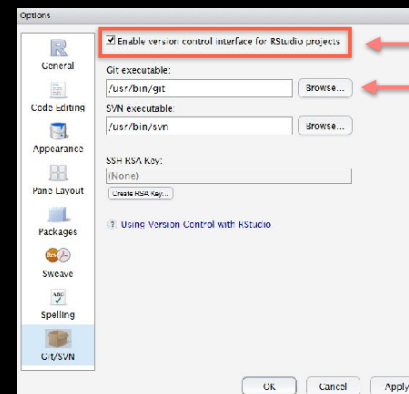 Options
Enable version control interface for RStudio projects
General
Git executable:
/usr/bin/git
Browse...
Code Editing
SVN executable:
/usr/bin/svn
Browse...
Appearance
SSH RSA Key:
(None)
Pane Layout
Create RSA Key...
Packages
Using Version Control with RStudio
Sweave
ABC
Spelling
Git/SVN
OK
Cancel
Apply